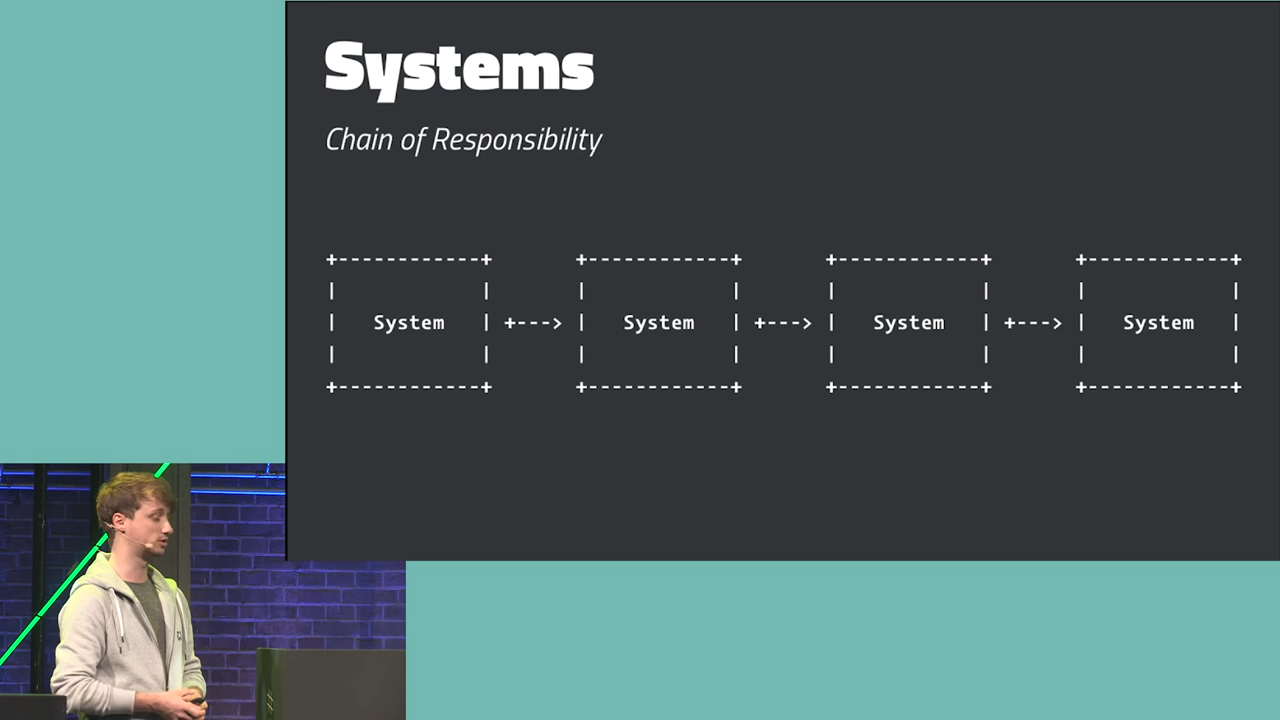 Systems
Chain of Responsibility
+------------+      +------------+      +------------+      +------------+
|            |      |            |      |            |      |            |
|   System   | +---> |   System   | +---> |   System   | +---> |   System   |
|            |      |            |      |            |      |            |
+------------+      +------------+      +------------+      +------------+